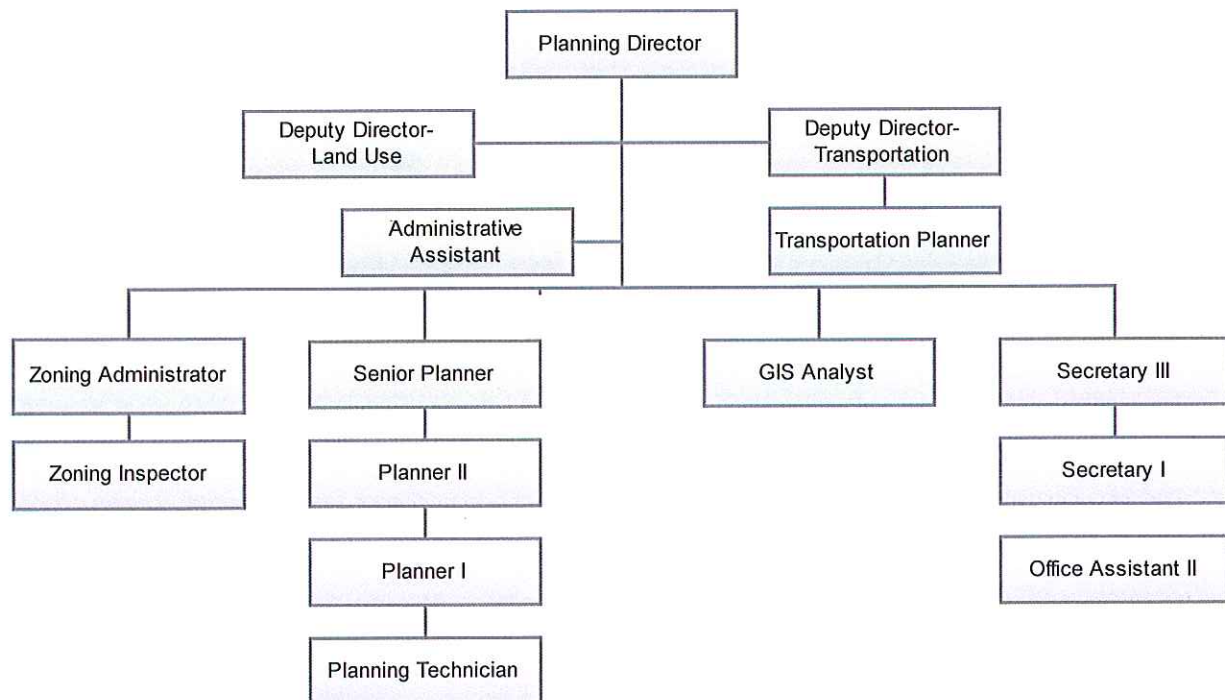 Planning Director
Deputy Director-
Land Use
Deputy Director-
Transportation
Administrative
Assistant
Transportation Planner
Zoning Administrator
Senior Planner
GIS Analyst
Secretary III
Zoning Inspector
Planner II
Secretary I
Planner I
Office Assistant II
Planning Technician